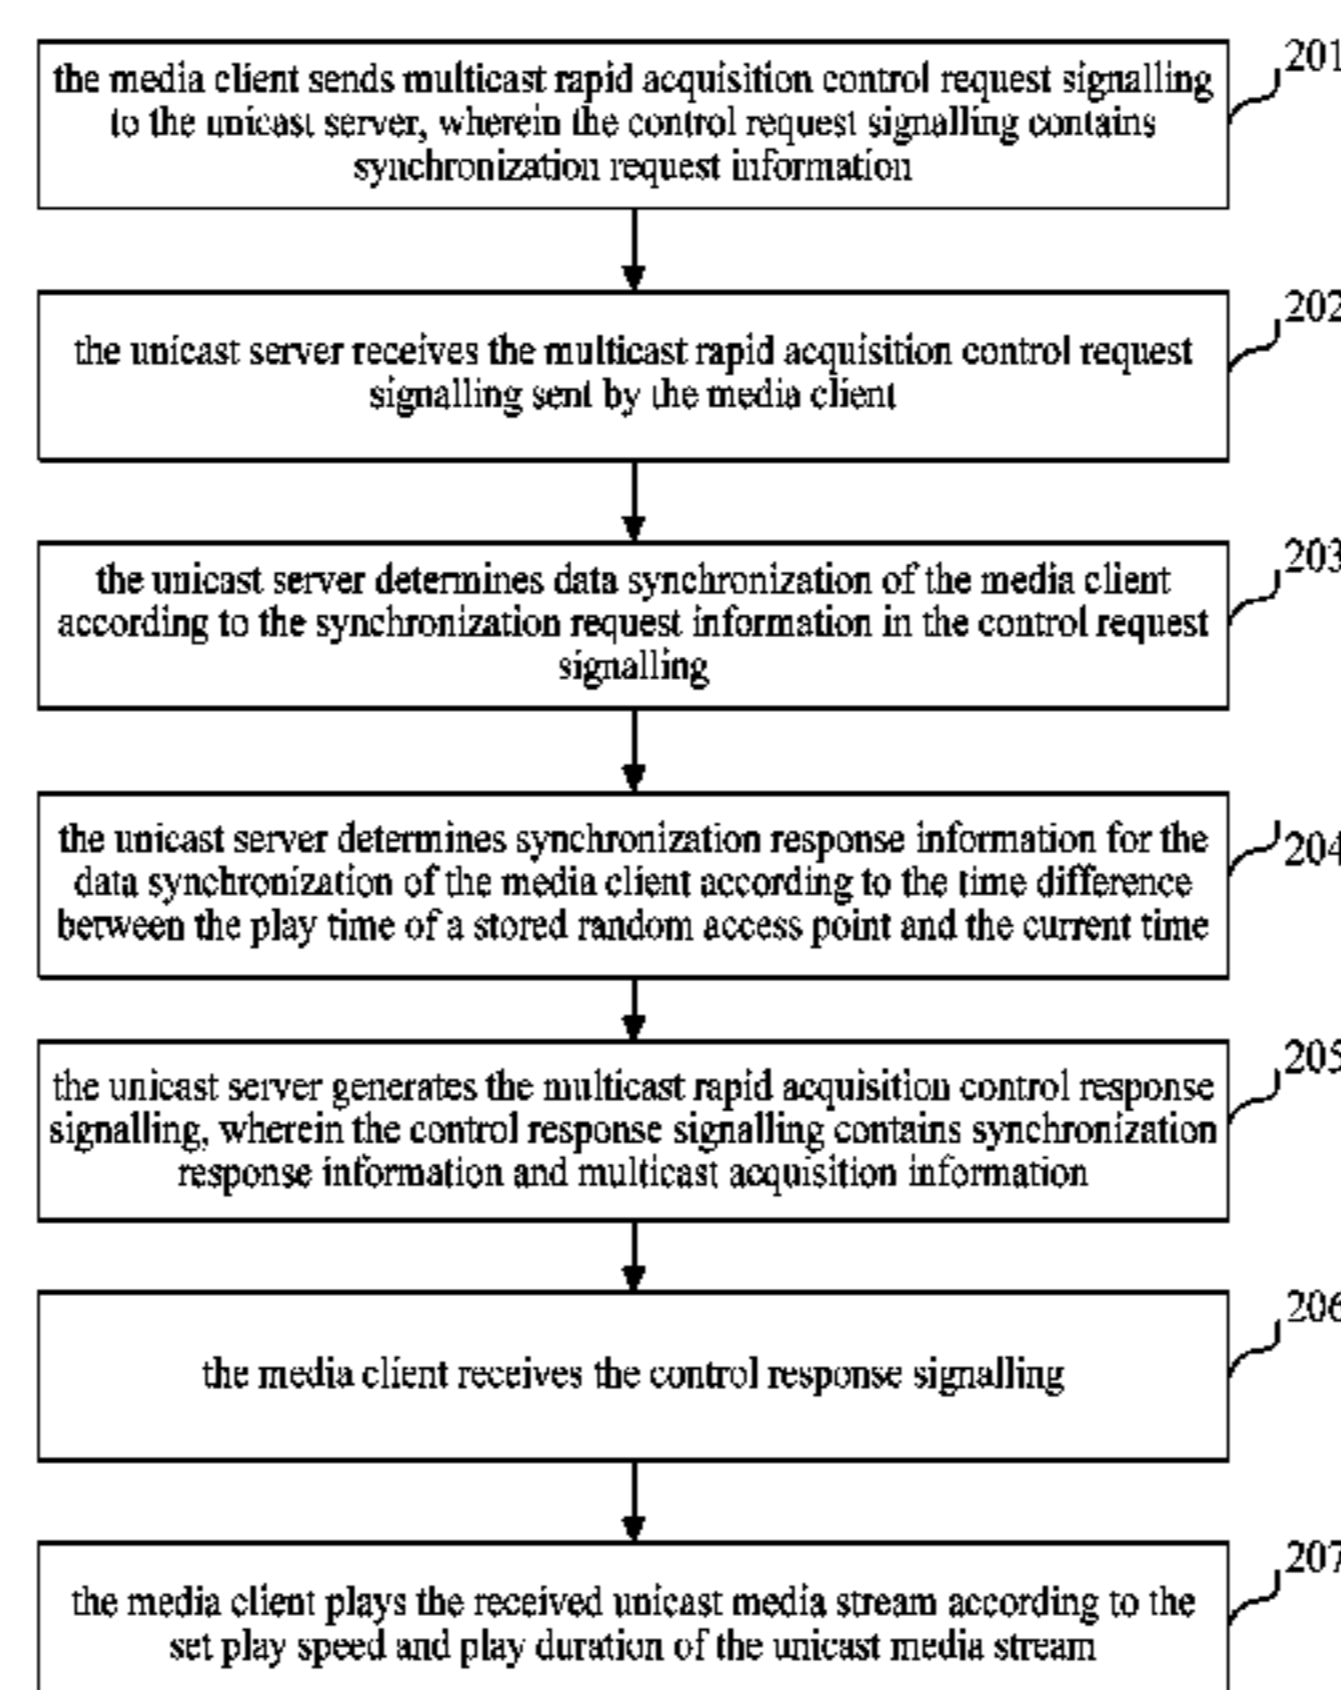 201
the media client sends multicast rapid acquisition control request signalling
to the unicast server, wherein the control request signalling contains
synchronization request information
202
the unicast server receives the multicast rapid acquisition control request
signalling sent by the media client
203
the unicast server determines data synchronization of the media client
according to the synchronization request information in the control request
signalling
204
the unicast server determines synchronization response information for the
data synchronization of the media client according to the time difference
between the play time of a stored random access point and the current time
205
the unicast server generates the multicast rapid acquisition control response
signalling, wherein the control response signalling contains synchronization
response information and multicast acquisition information
206
the media client receives the control response signalling
207
the media client plays the received unicast media stream according to the
set play speed and play duration of the unicast media stream